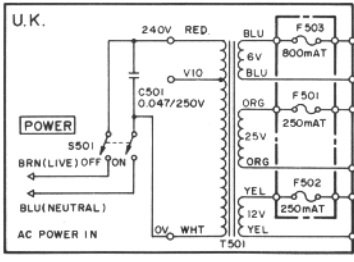 U.K.
240V RED
BLU
F503
6V
800mAT
BLU
VIO
C501
0.047/250V
ORG
F501
25V
250mAT
ORG
POWER
S501
BRN(LIVE) OFF ON
BLU(NEUTRAL)
YEL
F502
12V
250mAT
YEL
AC POWER IN
0V WHT
T501